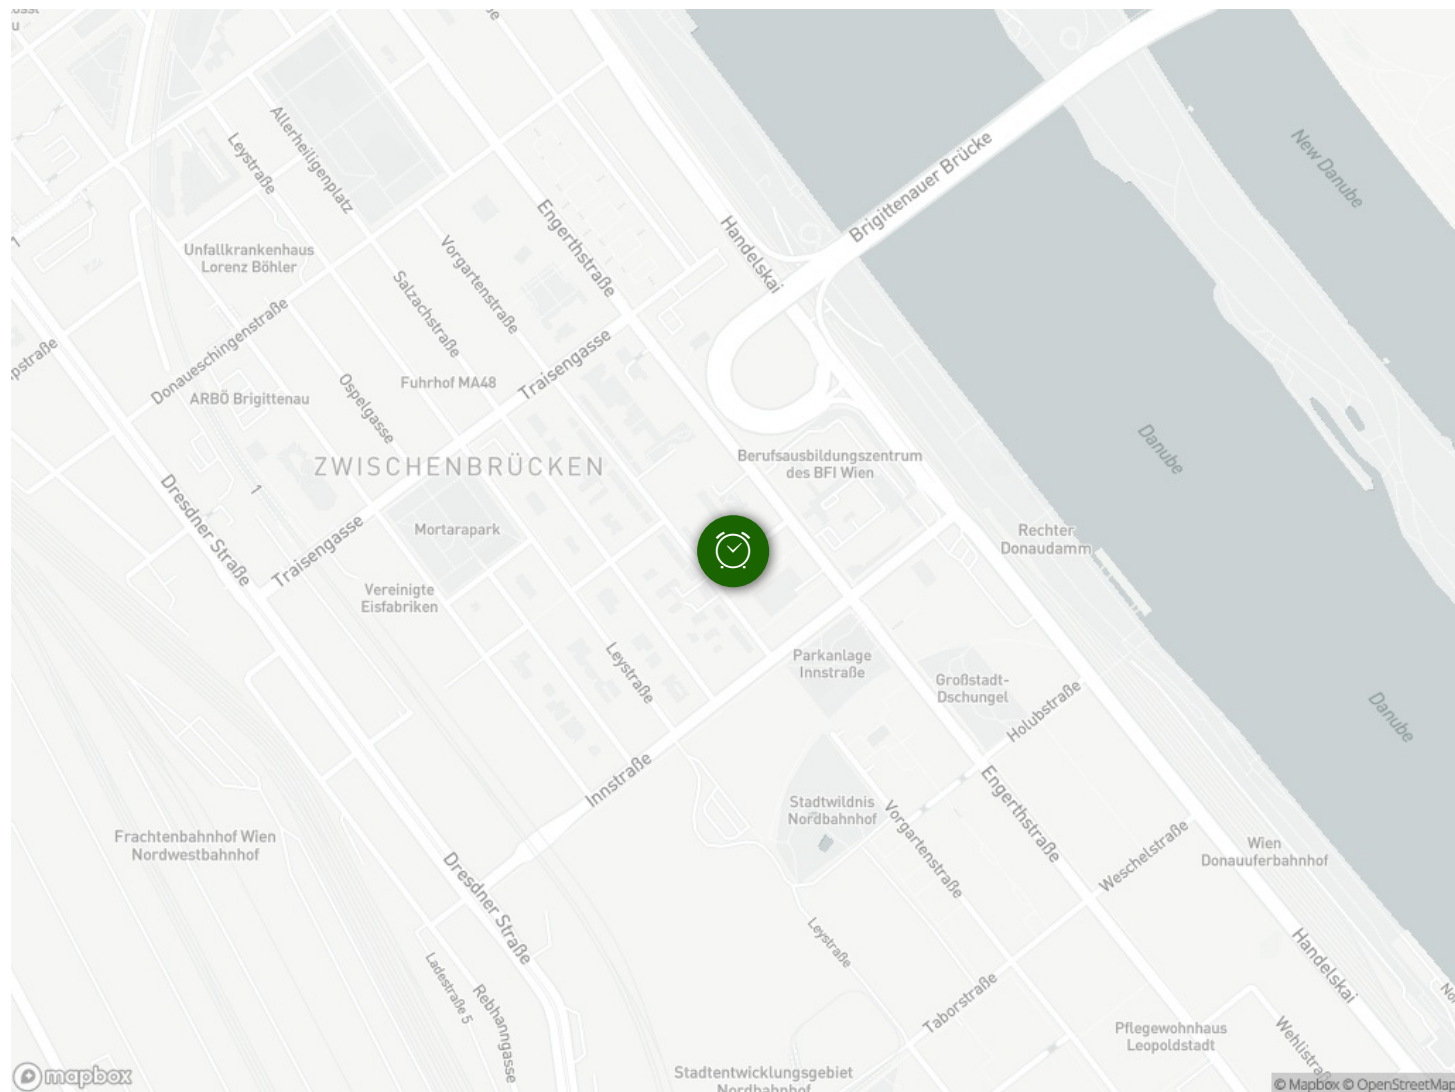 Allerheiligenplatz
Leystraße
Engerthstraße
Handelskai
Brigittenauer Brücke
New Danube
Unfallkrankenhaus
Lorenz Böhler
Vorgartenstraße
Salzachstraße
Donaueschingenstraße
Traisengasse
Fuhrhof MA48
ARBÖ Brigittenau
Ospelgasse
ZWISCHENBRÜCKEN
Berufsausbildungszentrum
des BFI Wien
Danube
1
Dresdner Straße
Mortarapark
Traisengasse
Rechter
Donaudamm
Vereinigte
Eisfabriken
Leystraße
Parkanlage
Innstraße
Großstadt-
Dschungel
Holubstraße
Danube
Innstraße
Engerthstraße
Stadtwildnis
Nordbahnhof
Vorgartenstraße
Frachtenbahnhof Wien
Nordwestbahnhof
Weschelstraße
Wien
Donauuferbahnhof
Dresdner Straße
Leystraße
Handelskai
Ladestraße 5
Rebhanngasse
Taborstraße
Pflegewohnhaus
Leopoldstadt
Stadtentwicklungsgebiet
Nordbahnhof
mapbox
© Mapbox © OpenStreetMap